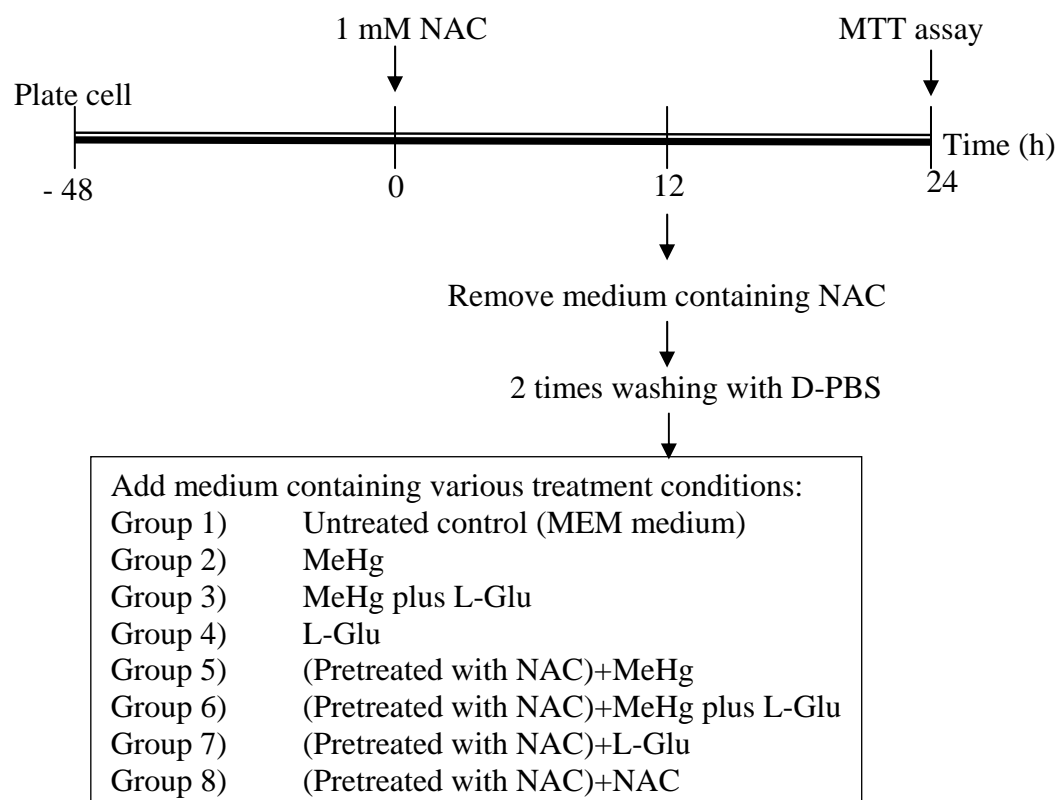 1 mM NAC
MTT assay
Plate cell
Time (h)
- 48
0
12
24
Remove medium containing NAC
2 times washing with D-PBS
Add medium containing various treatment conditions:
Group 1) Untreated control (MEM medium)
Group 2) MeHg
Group 3) MeHg plus L-Glu
Group 4) L-Glu
Group 5) (Pretreated with NAC)+MeHg
Group 6) (Pretreated with NAC)+MeHg plus L-Glu
Group 7) (Pretreated with NAC)+L-Glu
Group 8) (Pretreated with NAC)+NAC